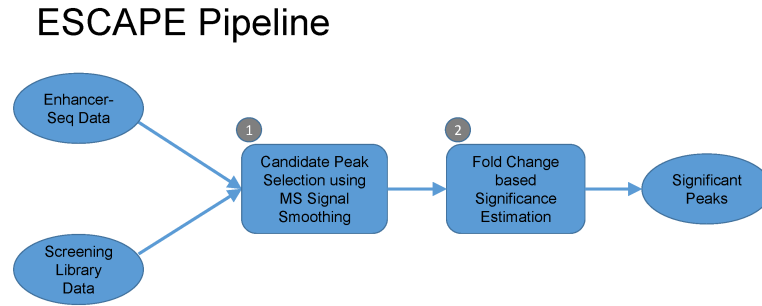 ESCAPE Pipeline
Enhancer-
Seq Data
1
Candidate Peak
Selection using
MS Signal
Smoothing
2
Fold Change
based
Significance
Estimation
Significant
Peaks
Screening
Library
Data